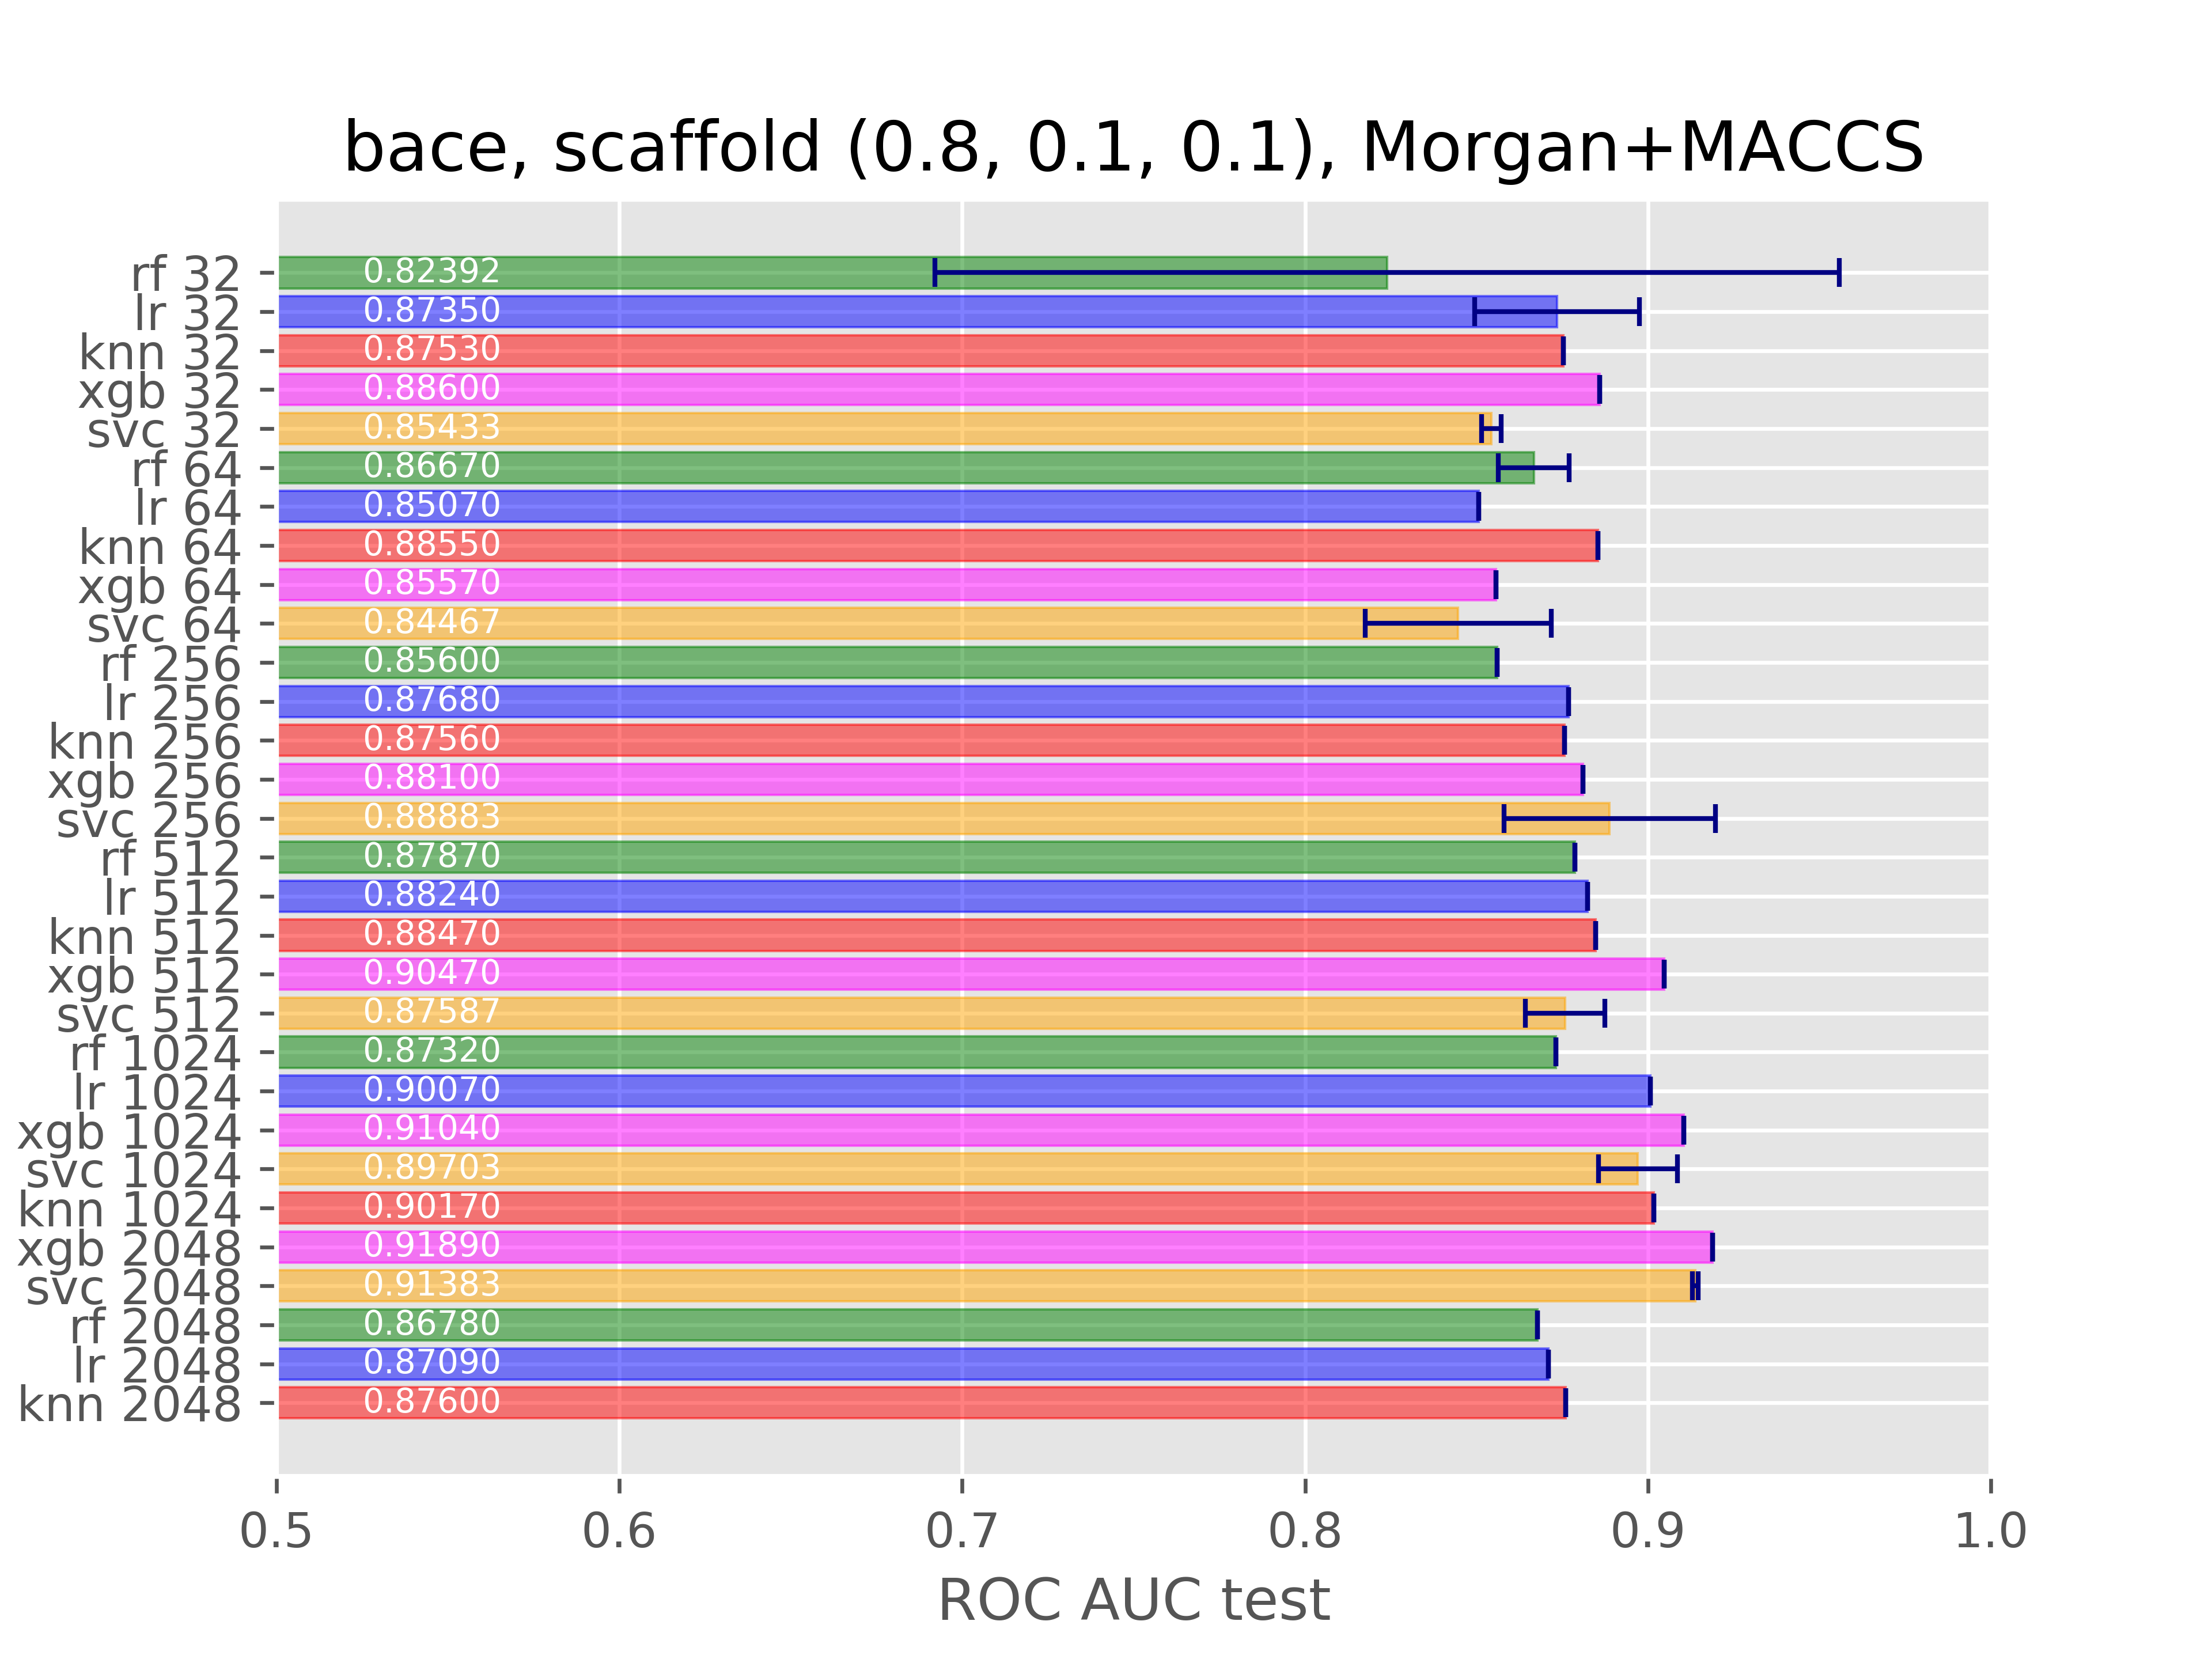 bace, scaffold (0.8, 0.1, 0.1), Morgan+MACCS
rf 32 0.82392
lr 32 0.87350
knn 32 0.87530
xgb 32 0.88600
svc 32 0.85433
rf 64 0.86670
lr 64 0.85070
knn 64 0.88550
xgb 64 0.85570
svc 64 0.84467
rf 256 0.85600
lr 256 0.87680
knn 256 0.87560
xgb 256 0.88100
svc 256 0.88883
rf 512 0.87870
lr 512 0.88240
knn 512 0.88470
xgb 512 0.90470
svc 512 0.87587
rf 1024 0.87320
lr 1024 0.90070
xgb 1024 0.91040
svc 1024 0.89703
knn 1024 0.90170
xgb 2048 0.91890
svc 2048 0.91383
rf 2048 0.86780
lr 2048 0.87090
knn 2048 0.87600
0.5 0.6 0.7 0.8 0.9 1.0
ROC AUC test